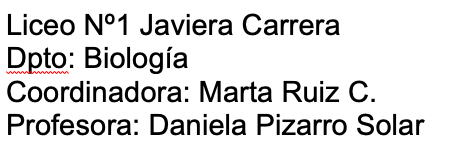 Liceo Nº1 Javiera Carrera
Dpto: Biología
Coordinadora: Marta Ruiz C.
Profesora: Daniela Pizarro Solar